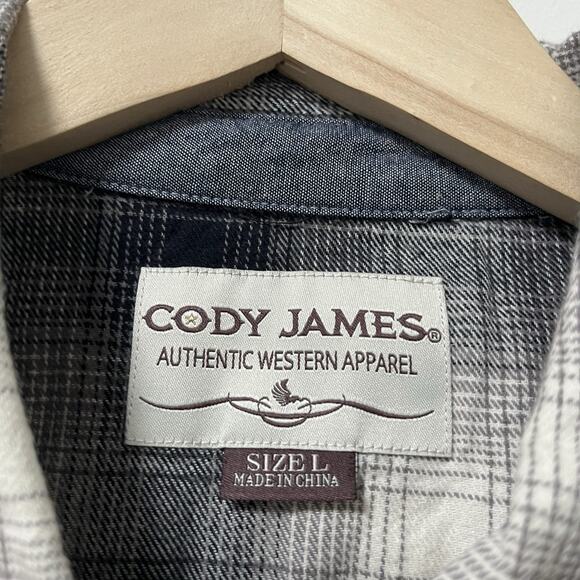 CODY JAMES®
AUTHENTIC WESTERN APPAREL
SIZE L
MADE IN CHINA